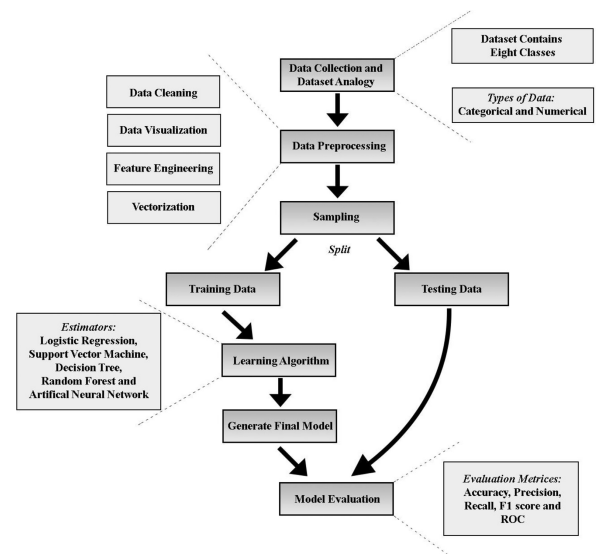 Data Collection and
Dataset Analogy
Dataset Contains
Eight Classes
Types of Data:
Categorical and Numerical
Data Cleaning
Data Visualization
Feature Engineering
Vectorization
Data Preprocessing
Sampling
Split
Training Data
Testing Data
Estimators:
Logistic Regression,
Support Vector Machine,
Decision Tree,
Random Forest and
Artifical Neural Network
Learning Algorithm
Generate Final Model
Model Evaluation
Evaluation Metrices:
Accuracy, Precision,
Recall, F1 score and
ROC